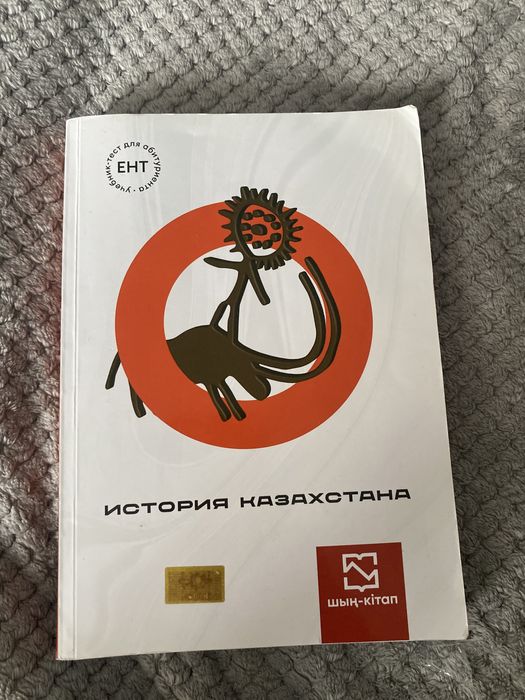 учебник-тест для абитуриента
ЕНТ
ИСТОРИЯ КАЗАХСТАНА
шың-кітап